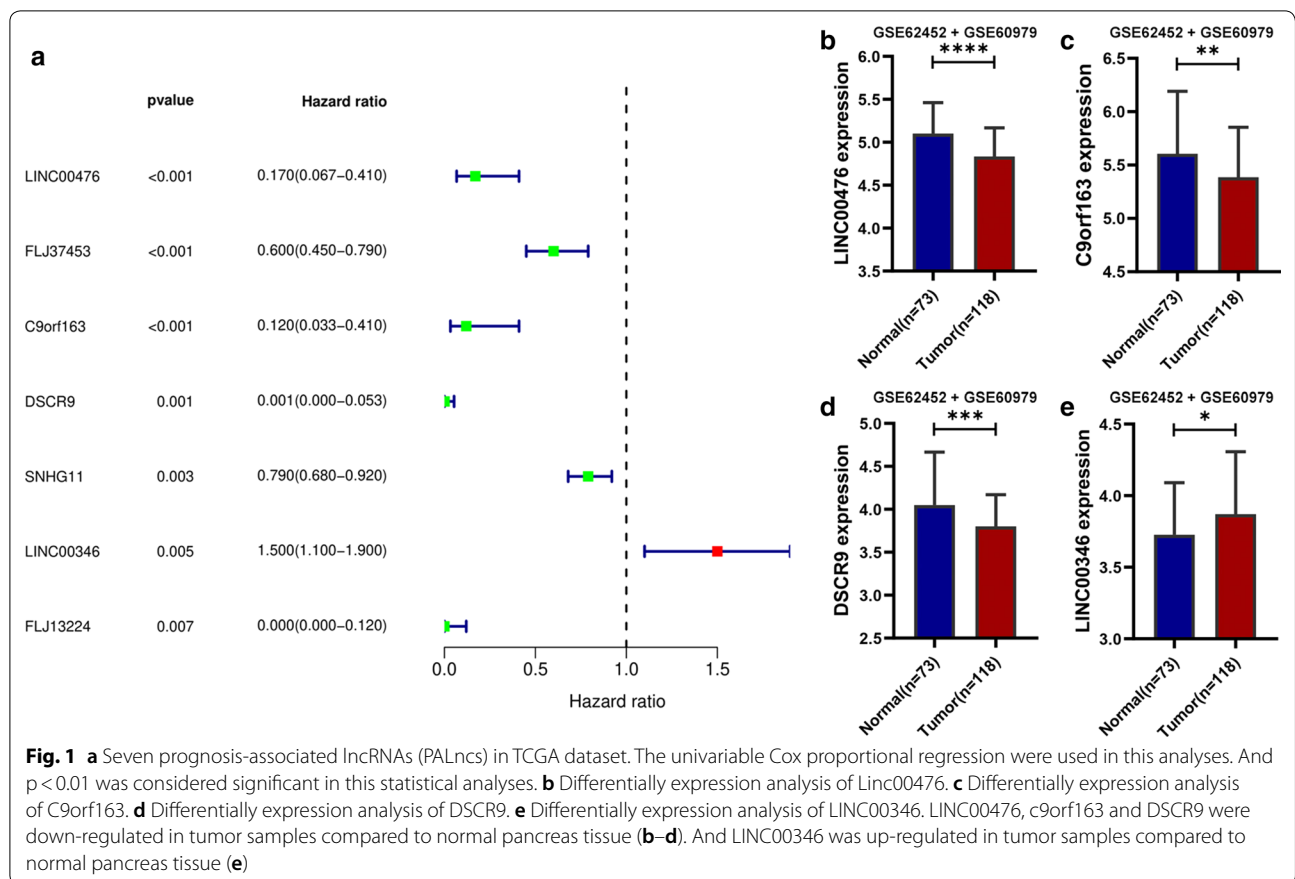 a
pvalue Hazard ratio
LINC00476 <0.001 0.170(0.067−0.410)
FLJ37453 <0.001 0.600(0.450−0.790)
C9orf163 <0.001 0.120(0.033−0.410)
DSCR9 0.001 0.001(0.000−0.053)
SNHG11 0.003 0.790(0.680−0.920)
LINC00346 0.005 1.500(1.100−1.900)
FLJ13224 0.007 0.000(0.000−0.120)
0.0 0.5 1.0 1.5
Hazard ratio
b
GSE62452 + GSE60979
****
LINC00476 expression
6.0
5.5
5.0
4.5
4.0
3.5
Normal(n=73)
Tumor(n=118)
c
GSE62452 + GSE60979
**
C9orf163 expression
6.5
6.0
5.5
5.0
4.5
Normal(n=73)
Tumor(n=118)
d
GSE62452 + GSE60979
***
DSCR9 expression
5.0
4.5
4.0
3.5
3.0
2.5
Normal(n=73)
Tumor(n=118)
e
GSE62452 + GSE60979
*
LINC00346 expression
4.5
4.0
3.5
3.0
Normal(n=73)
Tumor(n=118)
Fig. 1 a Seven prognosis-associated lncRNAs (PALncs) in TCGA dataset. The univariable Cox proportional regression were used in this analyses. And
p < 0.01 was considered significant in this statistical analyses. b Differentially expression analysis of Linc00476. c Differentially expression analysis
of C9orf163. d Differentially expression analysis of DSCR9. e Differentially expression analysis of LINC00346. LINC00476, c9orf163 and DSCR9 were
down-regulated in tumor samples compared to normal pancreas tissue (b–d). And LINC00346 was up-regulated in tumor samples compared to
normal pancreas tissue (e)